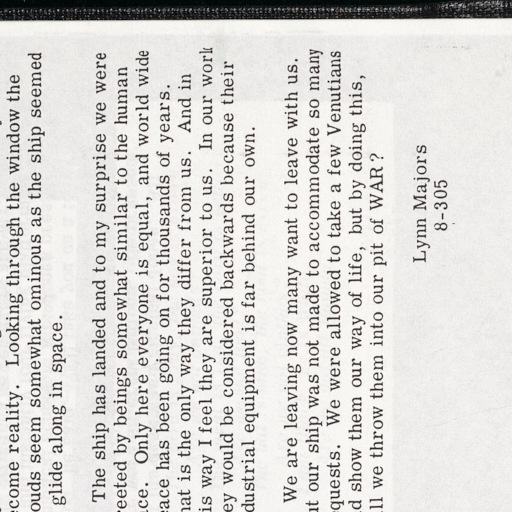 come reality. Looking through the window the
ouds seem somewhat ominous as the ship seemed
glide along in space.
The ship has landed and to my surprise we were
eeted by beings somewhat similar to the human
ce. Only here everyone is equal, and world wide
eace has been going on for thousands of years.
hat is the only way they differ from us. And in
is way I feel they are superior to us. In our worl
ey would be considered backwards because their
dustrial equipment is far behind our own.
We are leaving now many want to leave with us.
ut our ship was not made to accommodate so many
quests. We were allowed to take a few Venutians
d show them our way of life, but by doing this,
ll we throw them into our pit of WAR?
Lynn Majors
8-305